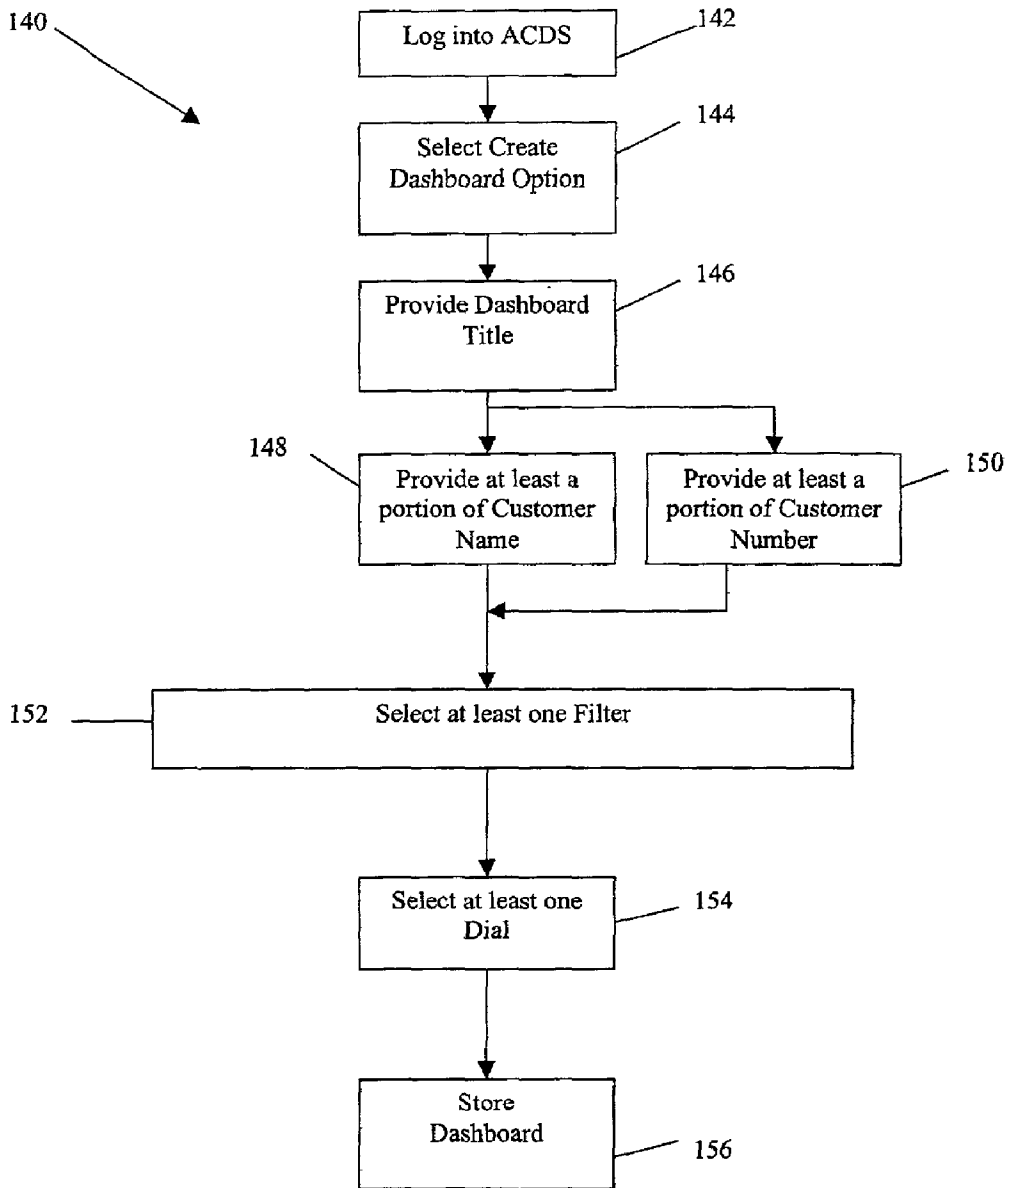 140
Log into ACDS
142
Select Create
Dashboard Option
144
Provide Dashboard
Title
146
148
Provide at least a
portion of Customer
Name
Provide at least a
portion of Customer
Number
150
152
Select at least one Filter
Select at least one
Dial
154
Store
Dashboard
156